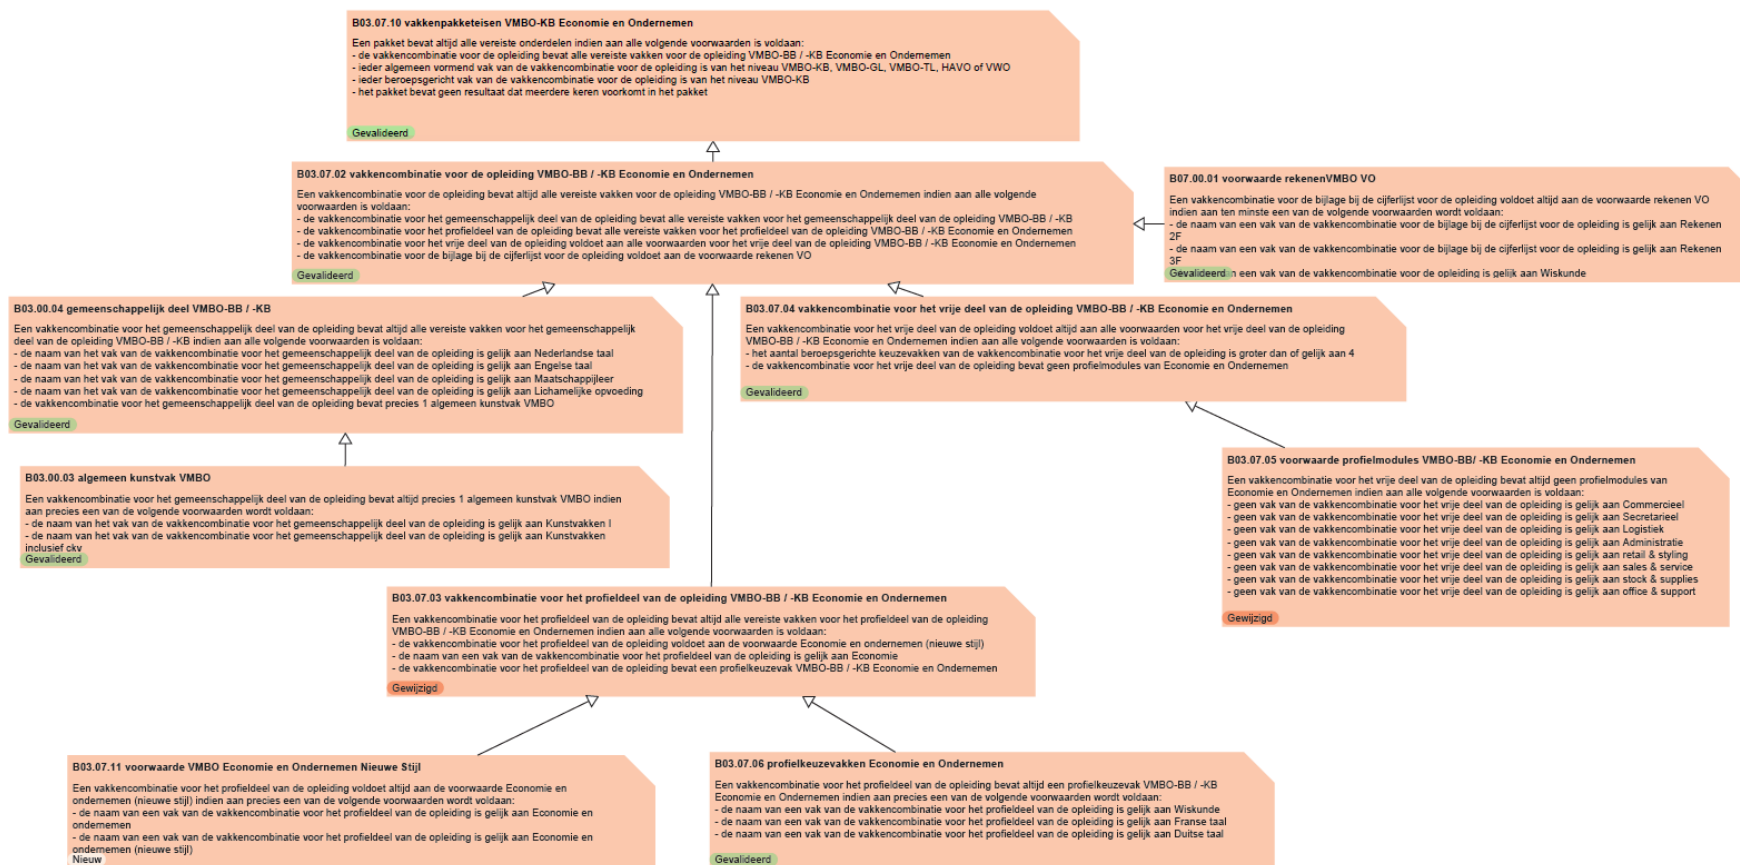 B03.07.10 vakkenpakketeisen VMBO-KB Economie en Ondernemen
Een pakket bevat altijd alle vereiste onderdelen indien aan alle volgende voorwaarden is voldaan:
- de vakkencombinatie voor de opleiding bevat alle vereiste vakken voor de opleiding VMBO-BB / -KB Economie en Ondernemen
- ieder algemeen vormend vak van de vakkencombinatie voor de opleiding is van het niveau VMBO-KB, VMBO-GL, VMBO-TL, HAVO of VWO
- ieder beroepsgericht vak van de vakkencombinatie voor de opleiding is van het niveau VMBO-KB
- het pakket bevat geen resultaat dat meerdere keren voorkomt in het pakket
Gevalideerd
B03.07.02 vakkencombinatie voor de opleiding VMBO-BB / -KB Economie en Ondernemen
Een vakkencombinatie voor de opleiding bevat altijd alle vereiste vakken voor de opleiding VMBO-BB / -KB Economie en Ondernemen indien aan alle volgende
voorwaarden is voldaan:
- de vakkencombinatie voor het gemeenschappelijk deel van de opleiding bevat alle vereiste vakken voor het gemeenschappelijk deel van de opleiding VMBO-BB / -KB
- de vakkencombinatie voor het profieldeel van de opleiding bevat alle vereiste vakken voor het profieldeel van de opleiding VMBO-BB / -KB Economie en Ondernemen
- de vakkencombinatie voor het vrije deel van de opleiding voldoet aan alle voorwaarden voor het vrije deel van de opleiding VMBO-BB / -KB Economie en Ondernemen
- de vakkencombinatie voor de bijlage bij de cijferlijst voor de opleiding voldoet aan de voorwaarde rekenen VO
Gevalideerd
B07.00.01 voorwaarde rekenenVMBO VO
Een vakkencombinatie voor de bijlage bij de cijferlijst voor de opleiding voldoet altijd aan de voorwaarde rekenen VO
indien aan ten minste een van de volgende voorwaarden wordt voldaan:
- de naam van een vak van de vakkencombinatie voor de bijlage bij de cijferlijst voor de opleiding is gelijk aan Rekenen
2F
- de naam van een vak van de vakkencombinatie voor de bijlage bij de cijferlijst voor de opleiding is gelijk aan Rekenen
3F
Gevalideerd n een vak van de vakkencombinatie voor de opleiding is gelijk aan Wiskunde
B03.00.04 gemeenschappelijk deel VMBO-BB / -KB
Een vakkencombinatie voor het gemeenschappelijk deel van de opleiding bevat altijd alle vereiste vakken voor het gemeenschappelijk
deel van de opleiding VMBO-BB / -KB indien aan alle volgende voorwaarden is voldaan:
- de naam van het vak van de vakkencombinatie voor het gemeenschappelijk deel van de opleiding is gelijk aan Nederlandse taal
- de naam van het vak van de vakkencombinatie voor het gemeenschappelijk deel van de opleiding is gelijk aan Engelse taal
- de naam van het vak van de vakkencombinatie voor het gemeenschappelijk deel van de opleiding is gelijk aan Maatschappijleer
- de naam van het vak van de vakkencombinatie voor het gemeenschappelijk deel van de opleiding is gelijk aan Lichamelijke opvoeding
- de vakkencombinatie voor het gemeenschappelijk deel van de opleiding bevat precies 1 algemeen kunstvak VMBO
Gevalideerd
B03.07.04 vakkencombinatie voor het vrije deel van de opleiding VMBO-BB / -KB Economie en Ondernemen
Een vakkencombinatie voor het vrije deel van de opleiding voldoet altijd aan alle voorwaarden voor het vrije deel van de opleiding
VMBO-BB / -KB Economie en Ondernemen indien aan alle volgende voorwaarden is voldaan:
- het aantal beroepsgerichte keuzevakken van de vakkencombinatie voor het vrije deel van de opleiding is groter dan of gelijk aan 4
- de vakkencombinatie voor het vrije deel van de opleiding bevat geen profielmodules van Economie en Ondernemen
Gevalideerd
B03.00.03 algemeen kunstvak VMBO
Een vakkencombinatie voor het gemeenschappelijk deel van de opleiding bevat altijd precies 1 algemeen kunstvak VMBO indien
aan precies een van de volgende voorwaarden wordt voldaan:
- de naam van het vak van de vakkencombinatie voor het gemeenschappelijk deel van de opleiding is gelijk aan Kunstvakken I
- de naam van het vak van de vakkencombinatie voor het gemeenschappelijk deel van de opleiding is gelijk aan Kunstvakken
inclusief ckv
Gevalideerd
B03.07.05 voorwaarde profielmodules VMBO-BB/ -KB Economie en Ondernemen
Een vakkencombinatie voor het vrije deel van de opleiding bevat altijd geen profielmodules van
Economie en Ondernemen indien aan alle volgende voorwaarden is voldaan:
- geen vak van de vakkencombinatie voor het vrije deel van de opleiding is gelijk aan Commercieel
- geen vak van de vakkencombinatie voor het vrije deel van de opleiding is gelijk aan Secretarieel
- geen vak van de vakkencombinatie voor het vrije deel van de opleiding is gelijk aan Logistiek
- geen vak van de vakkencombinatie voor het vrije deel van de opleiding is gelijk aan Administratie
- geen vak van de vakkencombinatie voor het vrije deel van de opleiding is gelijk aan retail & styling
- geen vak van de vakkencombinatie voor het vrije deel van de opleiding is gelijk aan sales & service
- geen vak van de vakkencombinatie voor het vrije deel van de opleiding is gelijk aan stock & supplies
- geen vak van de vakkencombinatie voor het vrije deel van de opleiding is gelijk aan office & support
Gewijzigd
B03.07.03 vakkencombinatie voor het profieldeel van de opleiding VMBO-BB / -KB Economie en Ondernemen
Een vakkencombinatie voor het profieldeel van de opleiding bevat altijd alle vereiste vakken voor het profieldeel van de opleiding
VMBO-BB / -KB Economie en Ondernemen indien aan alle volgende voorwaarden is voldaan:
- de vakkencombinatie voor het profieldeel van de opleiding voldoet aan de voorwaarde Economie en ondernemen (nieuwe stijl)
- de naam van een vak van de vakkencombinatie voor het profieldeel van de opleiding is gelijk aan Economie
- de vakkencombinatie voor het profieldeel van de opleiding bevat een profielkeuzevak VMBO-BB / -KB Economie en Ondernemen
Gewijzigd
B03.07.11 voorwaarde VMBO Economie en Ondernemen Nieuwe Stijl
Een vakkencombinatie voor het profieldeel van de opleiding voldoet altijd aan de voorwaarde Economie en
ondernemen (nieuwe stijl) indien aan precies een van de volgende voorwaarden wordt voldaan:
- de naam van een vak van de vakkencombinatie voor het profieldeel van de opleiding is gelijk aan Economie en
ondernemen
- de naam van een vak van de vakkencombinatie voor het profieldeel van de opleiding is gelijk aan Economie en
ondernemen (nieuwe stijl)
Nieuw
B03.07.06 profielkeuzevakken Economie en Ondernemen
Een vakkencombinatie voor het profieldeel van de opleiding bevat altijd een profielkeuzevak VMBO-BB / -KB
Economie en Ondernemen indien aan precies een van de volgende voorwaarden wordt voldaan:
- de naam van een vak van de vakkencombinatie voor het profieldeel van de opleiding is gelijk aan Wiskunde
- de naam van een vak van de vakkencombinatie voor het profieldeel van de opleiding is gelijk aan Franse taal
- de naam van een vak van de vakkencombinatie voor het profieldeel van de opleiding is gelijk aan Duitse taal
Gevalideerd